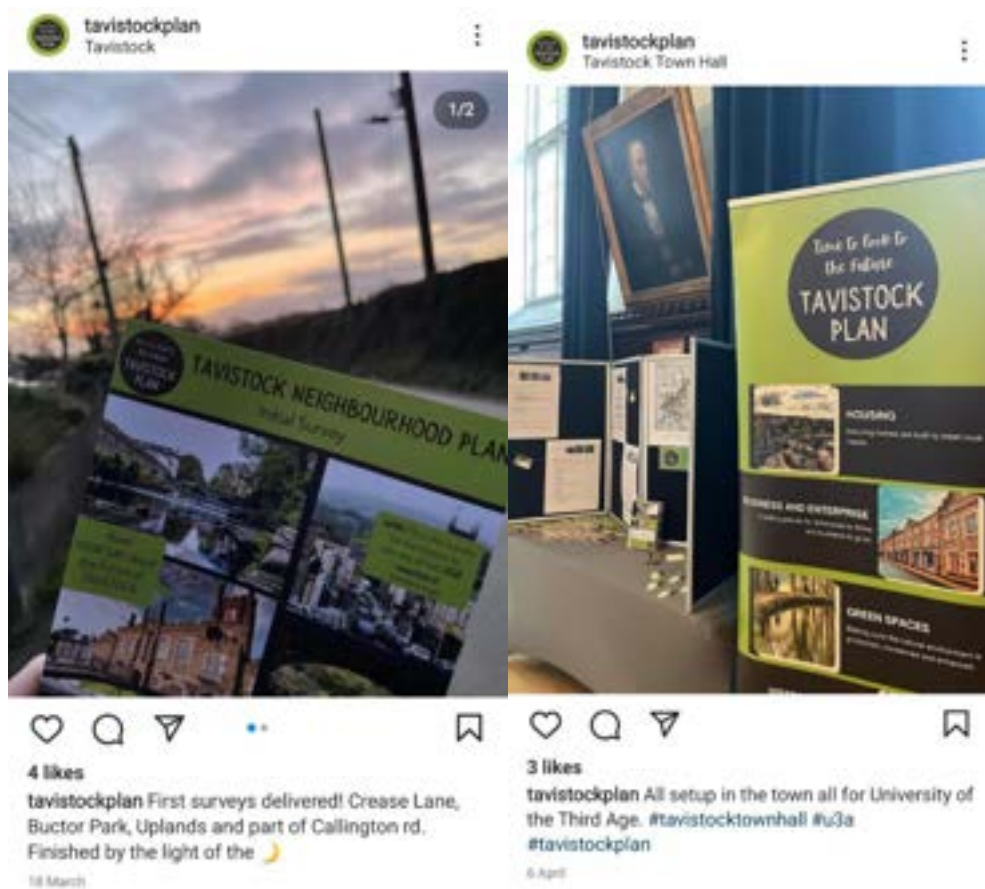 tavistockplan
Tavistock
1/2
TAVISTOCK
PLAN
TAVISTOCK NEIGHBOURHOOD PLAN
Initial Survey
4 likes
tavistockplan First surveys delivered! Crease Lane,
Buctor Park, Uplands and part of Callington rd.
Finished by the light of the 🌙
18 March
tavistockplan
Tavistock Town Hall
Time to look to
the future
TAVISTOCK
PLAN
HOUSING
BUSINESS AND ENTERPRISE
GREEN SPACES
3 likes
tavistockplan All setup in the town all for University of
the Third Age. #tavistocktownhall #u3a
#tavistockplan
6 April